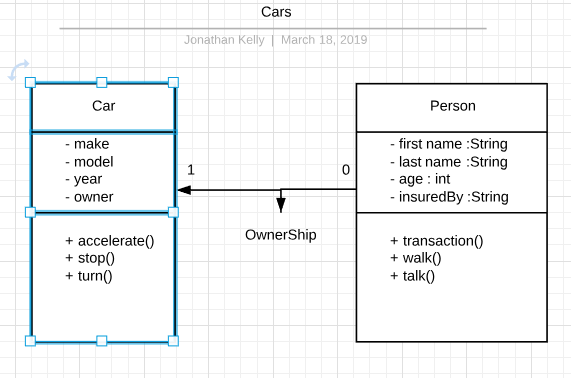 Cars
Jonathan Kelly | March 18, 2019
Car
- make
- model
- year
- owner
+ accelerate()
+ stop()
+ turn()
1
0
OwnerShip
Person
- first name :String
- last name :String
- age : int
- insuredBy :String
+ transaction()
+ walk()
+ talk()